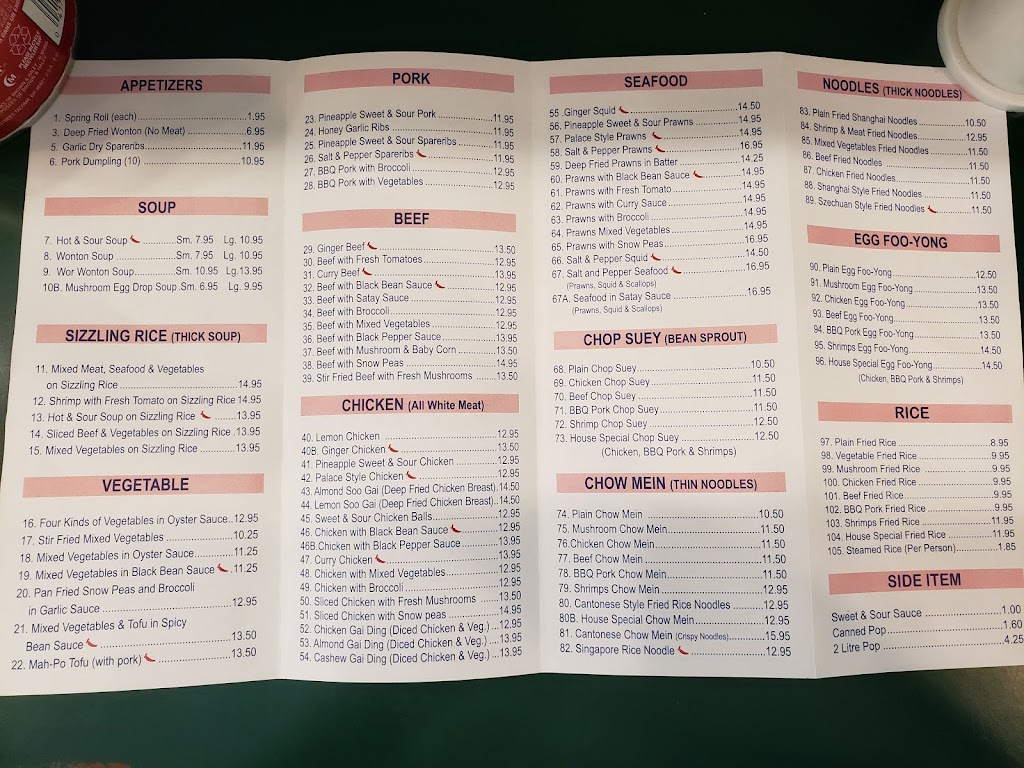 APPETIZERS
1. Spring Roll (each) 1.95
3. Deep Fried Wonton (No Meat) 6.95
5. Garlic Dry Spareribs 11.95
6. Pork Dumpling (10) 10.95
SOUP
7. Hot & Sour Soup Sm. 7.95 Lg. 10.95
8. Wonton Soup Sm. 7.95 Lg. 10.95
9. Wor Wonton Soup Sm. 10.95 Lg. 13.95
10B. Mushroom Egg Drop Soup Sm. 6.95 Lg. 9.95
SIZZLING RICE (THICK SOUP)
11. Mixed Meat, Seafood & Vegetables
on Sizzling Rice 14.95
12. Shrimp with Fresh Tomato on Sizzling Rice 14.95
13. Hot & Sour Soup on Sizzling Rice 13.95
14. Sliced Beef & Vegetables on Sizzling Rice 13.95
15. Mixed Vegetables on Sizzling Rice 13.95
VEGETABLE
16. Four Kinds of Vegetables in Oyster Sauce 12.95
17. Stir Fried Mixed Vegetables 10.25
18. Mixed Vegetables in Oyster Sauce 11.25
19. Mixed Vegetables in Black Bean Sauce 11.25
20. Pan Fried Snow Peas and Broccoli
in Garlic Sauce 12.95
21. Mixed Vegetables & Tofu in Spicy
Bean Sauce 13.50
22. Mah-Po Tofu (with pork) 13.50
PORK
23. Pineapple Sweet & Sour Pork 11.95
24. Honey Garlic Ribs 11.95
25. Pineapple Sweet & Sour Spareribs 11.95
26. Salt & Pepper Spareribs 12.95
27. BBQ Pork with Broccoli 12.95
28. BBQ Pork with Vegetables 12.95
BEEF
29. Ginger Beef 13.50
30. Beef with Fresh Tomatoes 12.95
31. Curry Beef 13.95
32. Beef with Black Bean Sauce 12.95
33. Beef with Satay Sauce 12.95
34. Beef with Broccoli 12.95
35. Beef with Mixed Vegetables 12.95
36. Beef with Black Pepper Sauce 13.95
37. Beef with Mushroom & Baby Corn 13.50
38. Beef with Snow Peas 14.95
39. Stir Fried Beef with Fresh Mushrooms 13.50
CHICKEN (All White Meat)
40. Lemon Chicken 12.95
40B. Ginger Chicken 13.50
41. Pineapple Sweet & Sour Chicken 12.95
42. Palace Style Chicken 12.95
43. Almond Soo Gai (Deep Fried Chicken Breast) 14.50
44. Lemon Soo Gai (Deep Fried Chicken Breast) 14.50
45. Sweet & Sour Chicken Balls 12.95
46. Chicken with Black Bean Sauce 12.95
46B.Chicken with Black Pepper Sauce 13.95
47. Curry Chicken 13.95
48. Chicken with Mixed Vegetables 12.95
49. Chicken with Broccoli 12.95
50. Sliced Chicken with Fresh Mushrooms 13.50
51. Sliced Chicken with Snow peas 14.95
52. Chicken Gai Ding (Diced Chicken & Veg.) 12.95
53. Almond Gai Ding (Diced Chicken & Veg.) 13.95
54. Cashew Gai Ding (Diced Chicken & Veg.) 13.95
SEAFOOD
55. Ginger Squid 14.50
56. Pineapple Sweet & Sour Prawns 14.95
57. Palace Style Prawns 14.95
58. Salt & Pepper Prawns 16.95
59. Deep Fried Prawns in Batter 14.25
60. Prawns with Black Bean Sauce 14.95
61. Prawns with Fresh Tomato 14.95
62. Prawns with Curry Sauce 14.95
63. Prawns with Broccoli 14.95
64. Prawns Mixed Vegetables 14.95
65. Prawns with Snow Peas 16.95
66. Salt & Pepper Squid 14.50
67. Salt and Pepper Seafood 16.95
(Prawns, Squid & Scallops)
67A. Seafood in Satay Sauce 16.95
(Prawns, Squid & Scallops)
CHOP SUEY (BEAN SPROUT)
68. Plain Chop Suey 10.50
69. Chicken Chop Suey 11.50
70. Beef Chop Suey 11.50
71. BBQ Pork Chop Suey 11.50
72. Shrimp Chop Suey 12.50
73. House Special Chop Suey 12.50
(Chicken, BBQ Pork & Shrimps)
CHOW MEIN (THIN NOODLES)
74. Plain Chow Mein 10.50
75. Mushroom Chow Mein 11.50
76.Chicken Chow Mein 11.50
77. Beef Chow Mein 11.50
78. BBQ Pork Chow Mein 11.50
79. Shrimps Chow Mein 12.95
80. Cantonese Style Fried Rice Noodles 12.95
80B. House Special Chow Mein 12.95
81. Cantonese Chow Mein (Crispy Noodles) 15.95
82. Singapore Rice Noodle 12.95
NOODLES (THICK NOODLES)
83. Plain Fried Shanghai Noodles 10.50
84. Shrimp & Meat Fried Noodles 12.95
85. Mixed Vegetables Fried Noodles 11.50
86. Beef Fried Noodles 11.50
87. Chicken Fried Noodles 11.50
88. Shanghai Style Fried Noodles 11.50
89. Szechuan Style Fried Noodles 11.50
EGG FOO-YONG
90. Plain Egg Foo-Yong 12.50
91. Mushroom Egg Foo-Yong 13.50
92. Chicken Egg Foo-Yong 13.50
93. Beef Egg Foo-Yong 13.50
94. BBQ Pork Egg Foo-Yong 13.50
95. Shrimps Egg Foo-Yong 14.50
96. House Special Egg Foo-Yong 14.50
(Chicken, BBQ Pork & Shrimps)
RICE
97. Plain Fried Rice 8.95
98. Vegetable Fried Rice 9.95
99. Mushroom Fried Rice 9.95
100. Chicken Fried Rice 9.95
101. Beef Fried Rice 9.95
102. BBQ Pork Fried Rice 9.95
103. Shrimps Fried Rice 11.95
104. House Special Fried Rice 11.95
105. Steamed Rice (Per Person) 1.85
SIDE ITEM
Sweet & Sour Sauce 1.00
Canned Pop 1.60
2 Litre Pop 4.25